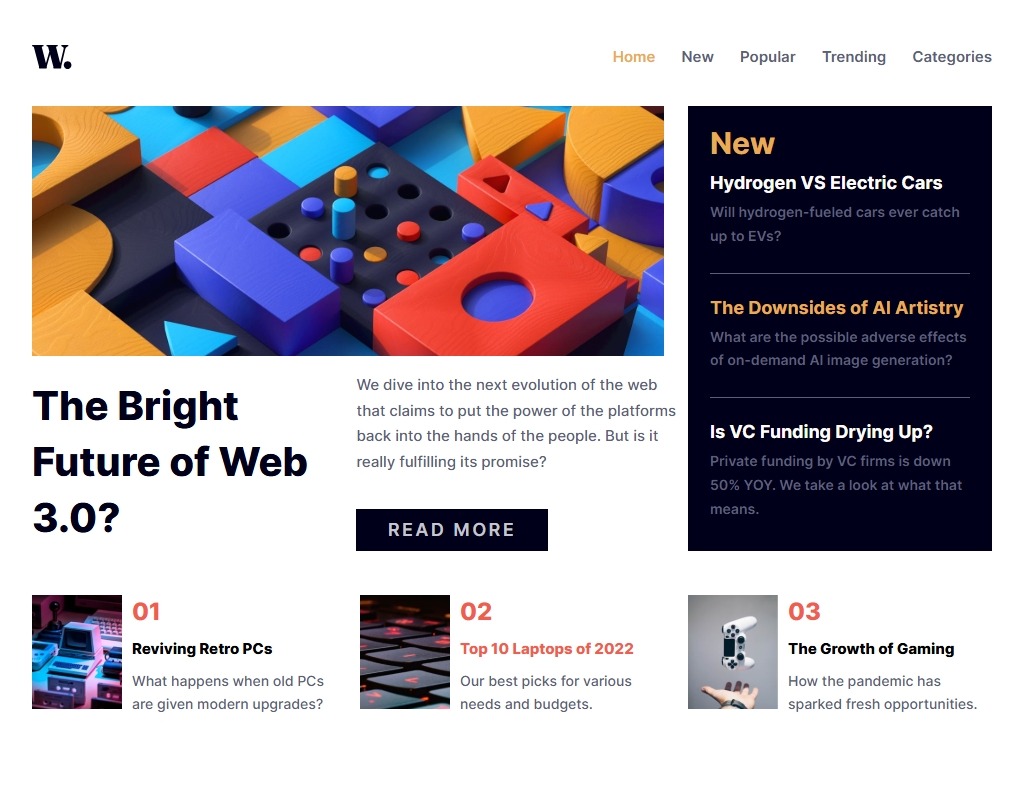 W.
Home New Popular Trending Categories
New
Hydrogen VS Electric Cars
Will hydrogen-fueled cars ever catch
up to EVs?
The Downsides of AI Artistry
What are the possible adverse effects
of on-demand AI image generation?
Is VC Funding Drying Up?
Private funding by VC firms is down
50% YOY. We take a look at what that
means.
The Bright
Future of Web
3.0?
We dive into the next evolution of the web
that claims to put the power of the platforms
back into the hands of the people. But is it
really fulfilling its promise?
READ MORE
01
Reviving Retro PCs
What happens when old PCs
are given modern upgrades?
02
Top 10 Laptops of 2022
Our best picks for various
needs and budgets.
03
The Growth of Gaming
How the pandemic has
sparked fresh opportunities.